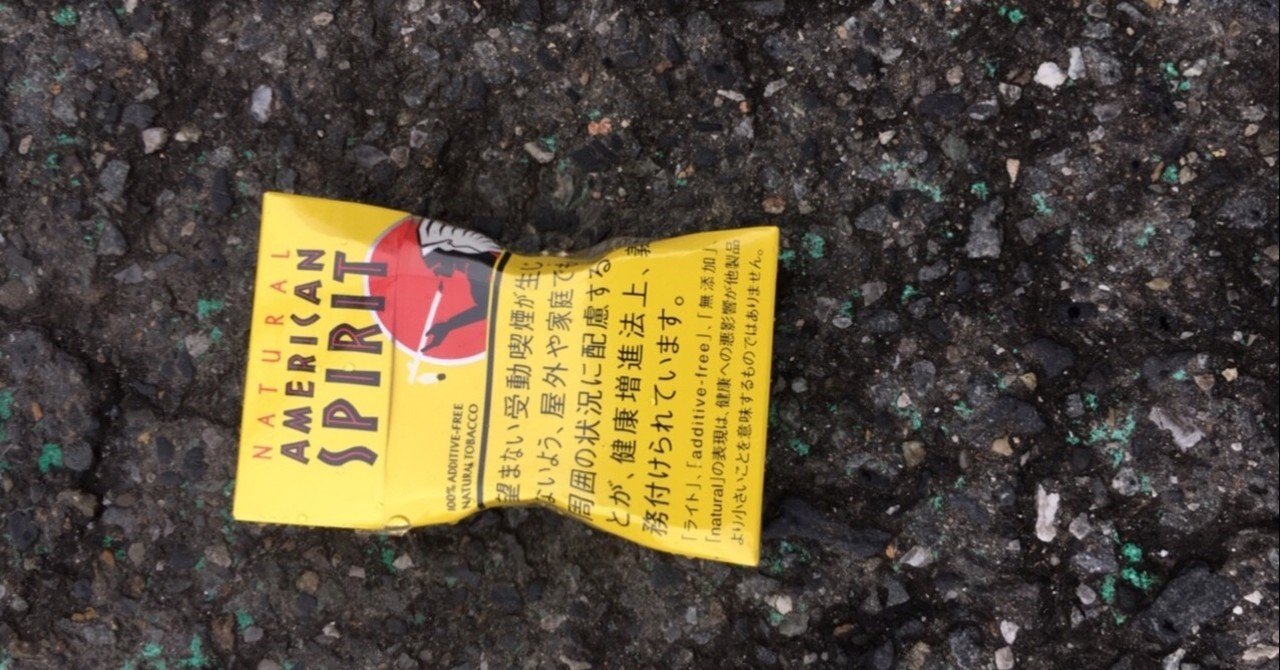 NATURAL
AMERICAN
SPIRIT
100% ADDITIVE-FREE
NATURAL TOBACCO
望まない受動喫煙が生じ
ないよう、屋外や家庭で
周囲の状況に配慮する
とが、健康増進法上、義
務付けられています。
「ライト」、「additive-free」、「無添加」、
「natural」の表現は、健康への悪影響が他製品
より小さいことを意味するものではありません。